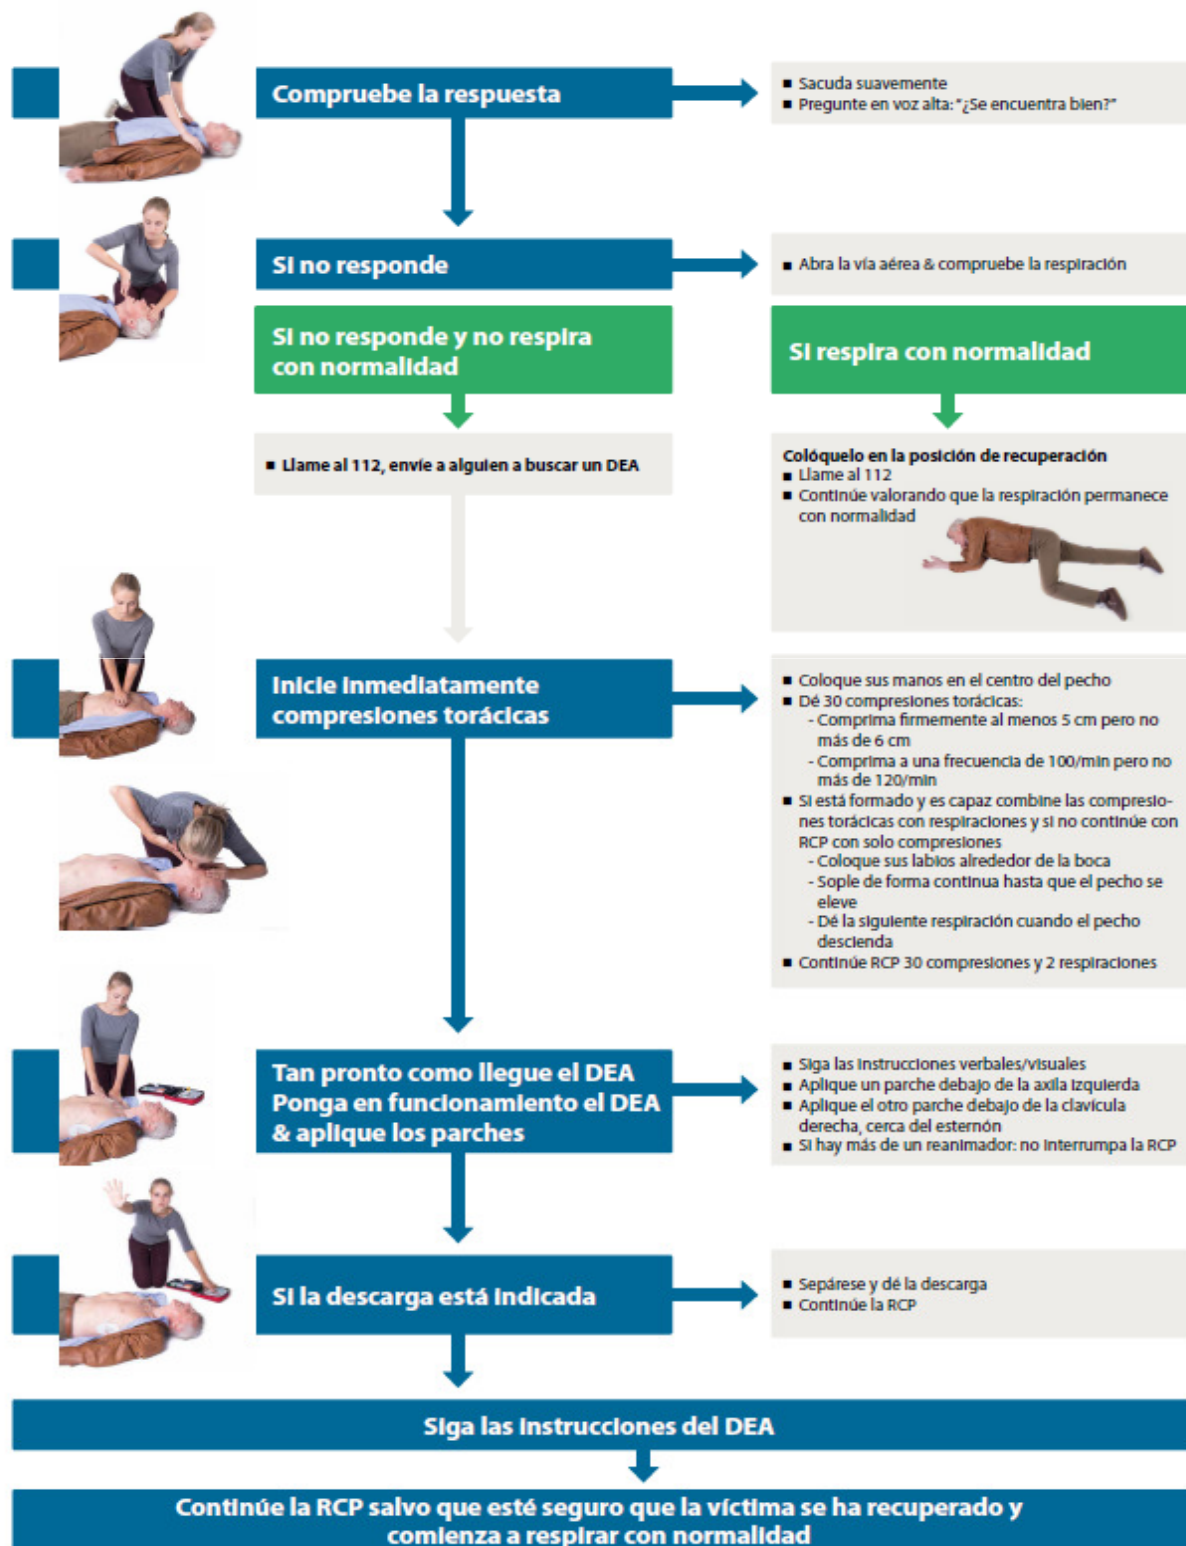 Compruebe la respuesta
■ Sacuda suavemente
■ Pregunte en voz alta: “¿Se encuentra bien?”
Si no responde
■ Abra la vía aérea & compruebe la respiración
Si no responde y no respira
con normalidad
Si respira con normalidad
■ Llame al 112, envíe a alguien a buscar un DEA
Colóquelo en la posición de recuperación
■ Llame al 112
■ Continúe valorando que la respiración permanece
con normalidad
Inicie inmediatamente
compresiones torácicas
■ Coloque sus manos en el centro del pecho
■ Dé 30 compresiones torácicas:
- Comprima firmemente al menos 5 cm pero no
más de 6 cm
- Comprima a una frecuencia de 100/min pero no
más de 120/min
■ Si está formado y es capaz combine las compresio-
nes torácicas con respiraciones y si no continúe con
RCP con solo compresiones
- Coloque sus labios alrededor de la boca
- Sople de forma continua hasta que el pecho se
eleve
- Dé la siguiente respiración cuando el pecho
descienda
■ Continúe RCP 30 compresiones y 2 respiraciones
Tan pronto como llegue el DEA
Ponga en funcionamiento el DEA
& aplique los parches
■ Siga las instrucciones verbales/visuales
■ Aplique un parche debajo de la axila izquierda
■ Aplique el otro parche debajo de la clavícula
derecha, cerca del esternón
■ Si hay más de un reanimador: no interrumpa la RCP
Si la descarga está indicada
■ Sepárese y dé la descarga
■ Continúe la RCP
Siga las instrucciones del DEA
Continúe la RCP salvo que esté seguro que la víctima se ha recuperado y
comienza a respirar con normalidad